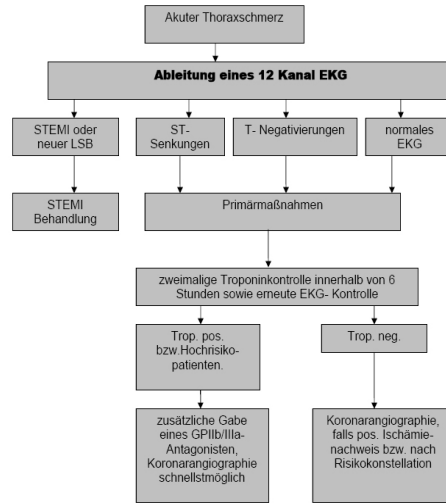 Akuter Thoraxschmerz
Ableitung eines 12 Kanal EKG
STEMI oder
neuer LSB
ST-
Senkungen
T- Negativierungen
normales
EKG
STEMI
Behandlung
Primärmaßnahmen
zweimalige Troponinkontrolle innerhalb von 6
Stunden sowie erneute EKG- Kontrolle
Trop. pos.
bzw.Hochrisiko-
patienten.
Trop. neg.
zusätzliche Gabe
eines GPIIb/IIIa-
Antagonisten,
Koronarangiographie
schnellstmöglich
Koronarangiographie,
falls pos. Ischämie-
nachweis bzw. nach
Risikokonstellation